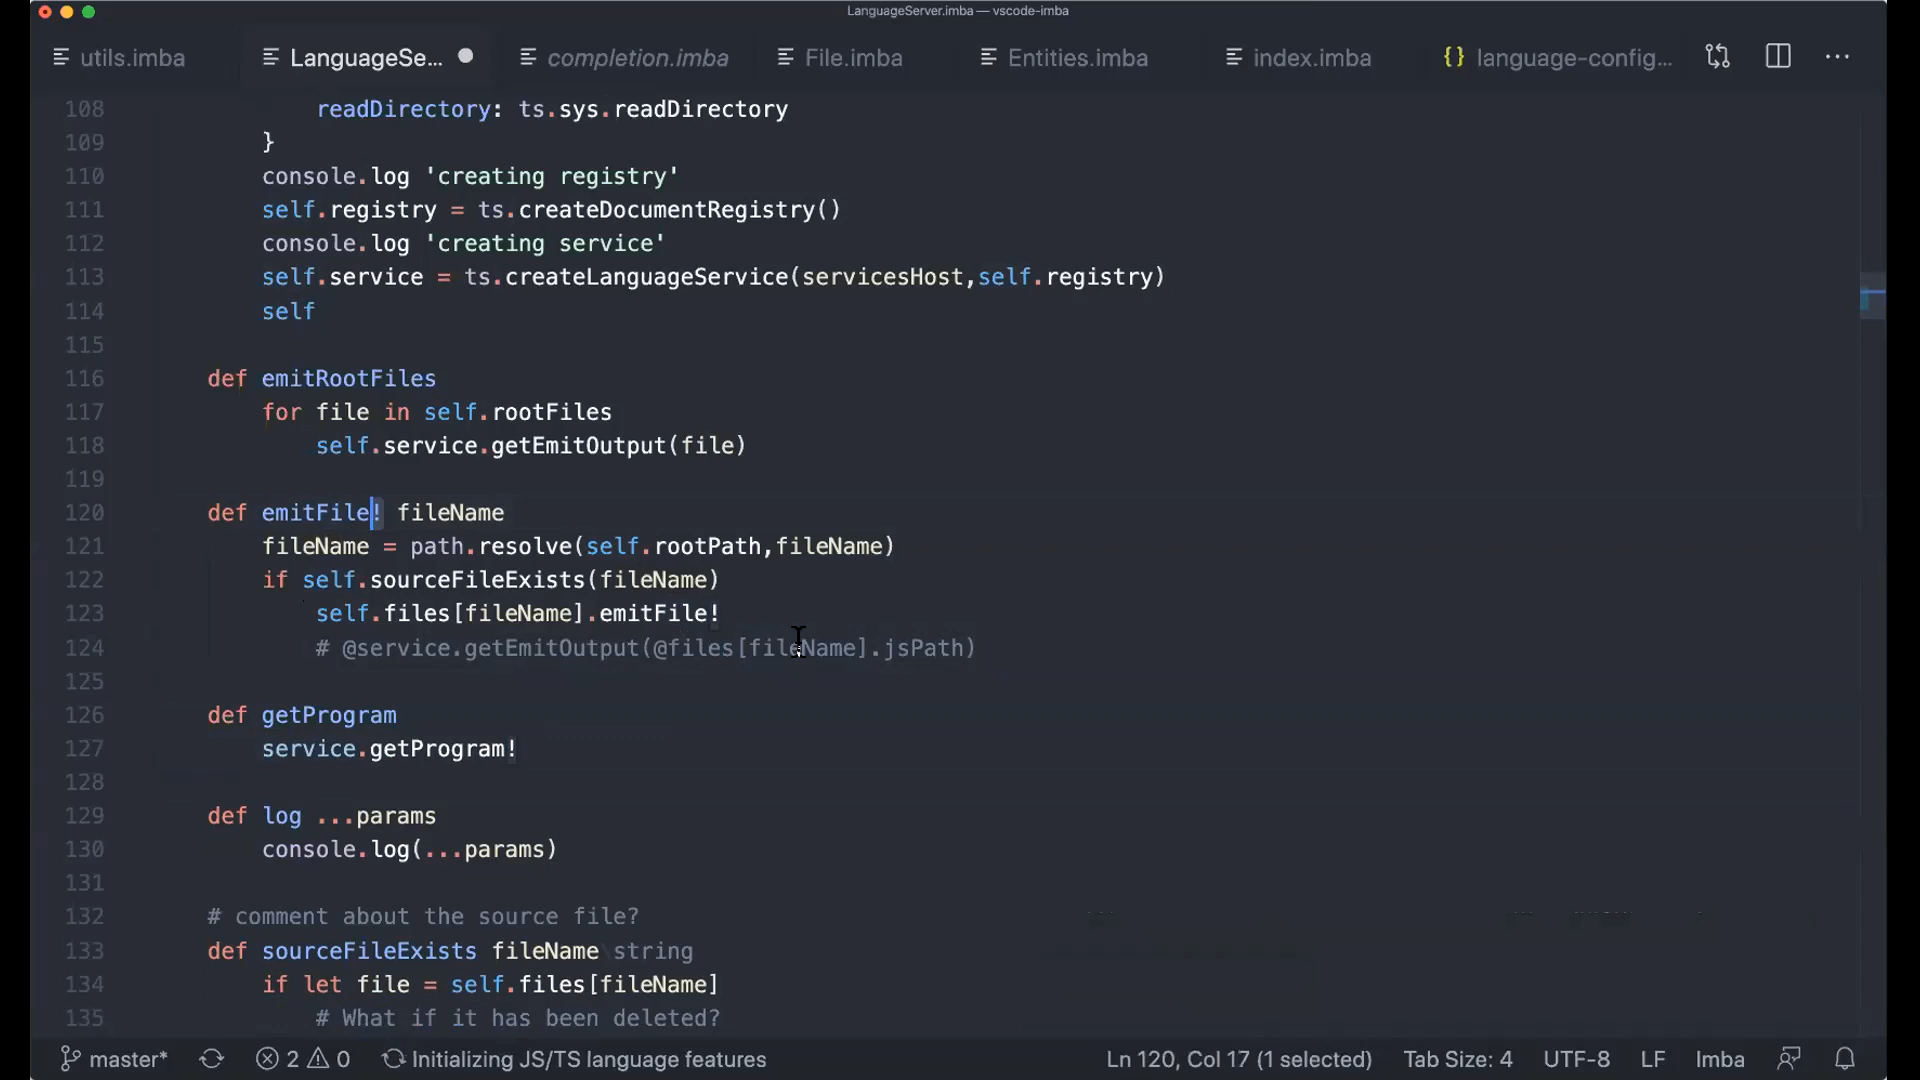 LanguageServer.imba — vscode-imba
utils.imba LanguageSe... completion.imba File.imba Entities.imba index.imba {} language-config... ...
108 readDirectory: ts.sys.readDirectory
109 }
110 console.log 'creating registry'
111 self.registry = ts.createDocumentRegistry()
112 console.log 'creating service'
113 self.service = ts.createLanguageService(servicesHost,self.registry)
114 self
115
116 def emitRootFiles
117 for file in self.rootFiles
118 self.service.getEmitOutput(file)
119
120 def emitFile! fileName
121 fileName = path.resolve(self.rootPath,fileName)
122 if self.sourceFileExists(fileName)
123 self.files[fileName].emitFile!
124 # @service.getEmitOutput(@files[fileName].jsPath)
125
126 def getProgram
127 service.getProgram!
128
129 def log ...params
130 console.log(...params)
131
132 # comment about the source file?
133 def sourceFileExists fileName string
134 if let file = self.files[fileName]
135 # What if it has been deleted?
master* 2 0 Initializing JS/TS language features Ln 120, Col 17 (1 selected) Tab Size: 4 UTF-8 LF Imba